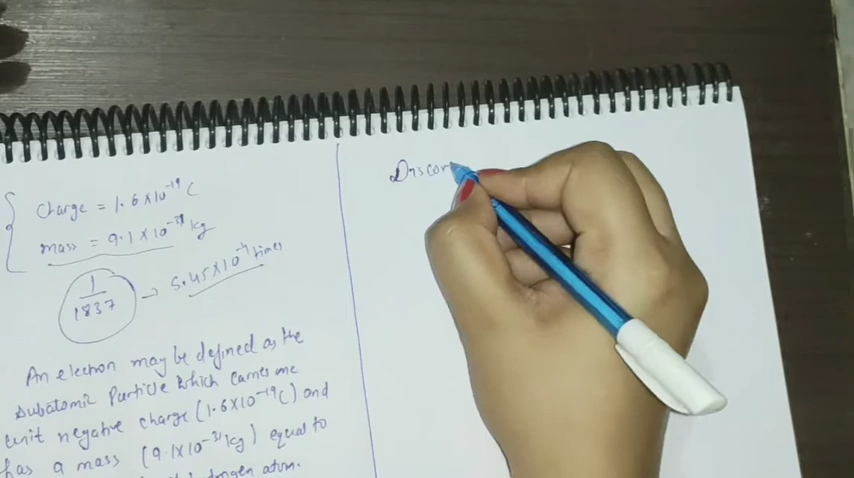 charge = 1.6 x 10⁻¹⁹ C
mass = 9.1 x 10⁻³¹ kg
1/1837 → 5.45 x 10⁻⁴ times
An electron may be defined as the
subatomic particle which carries one
unit negative charge (1.6 x 10⁻¹⁹ C) and
has a mass (9.1 x 10⁻³¹ kg) equal to
atom.
Discov